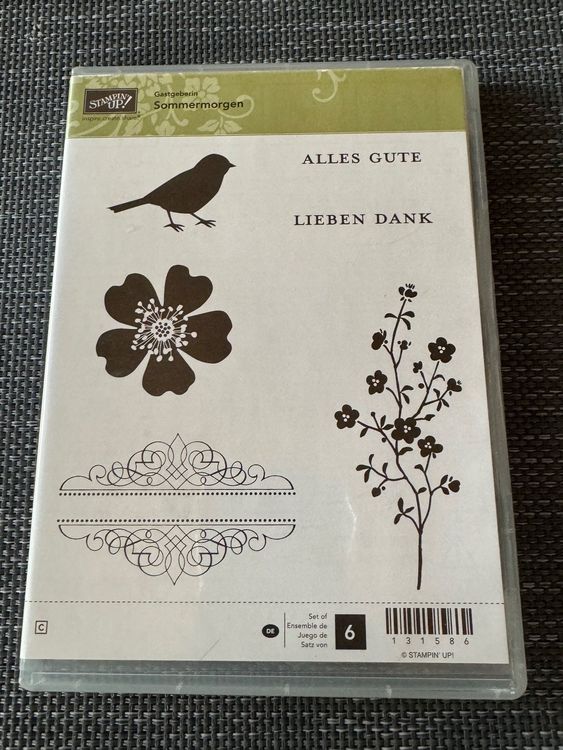 STAMPIN' UP!
inspire.create.share.
Gastgeberin
Sommermorgen
ALLES GUTE
LIEBEN DANK
C
DE
Set of
Ensemble de
Juego de
Satz von
6
131586
© STAMPIN' UP!